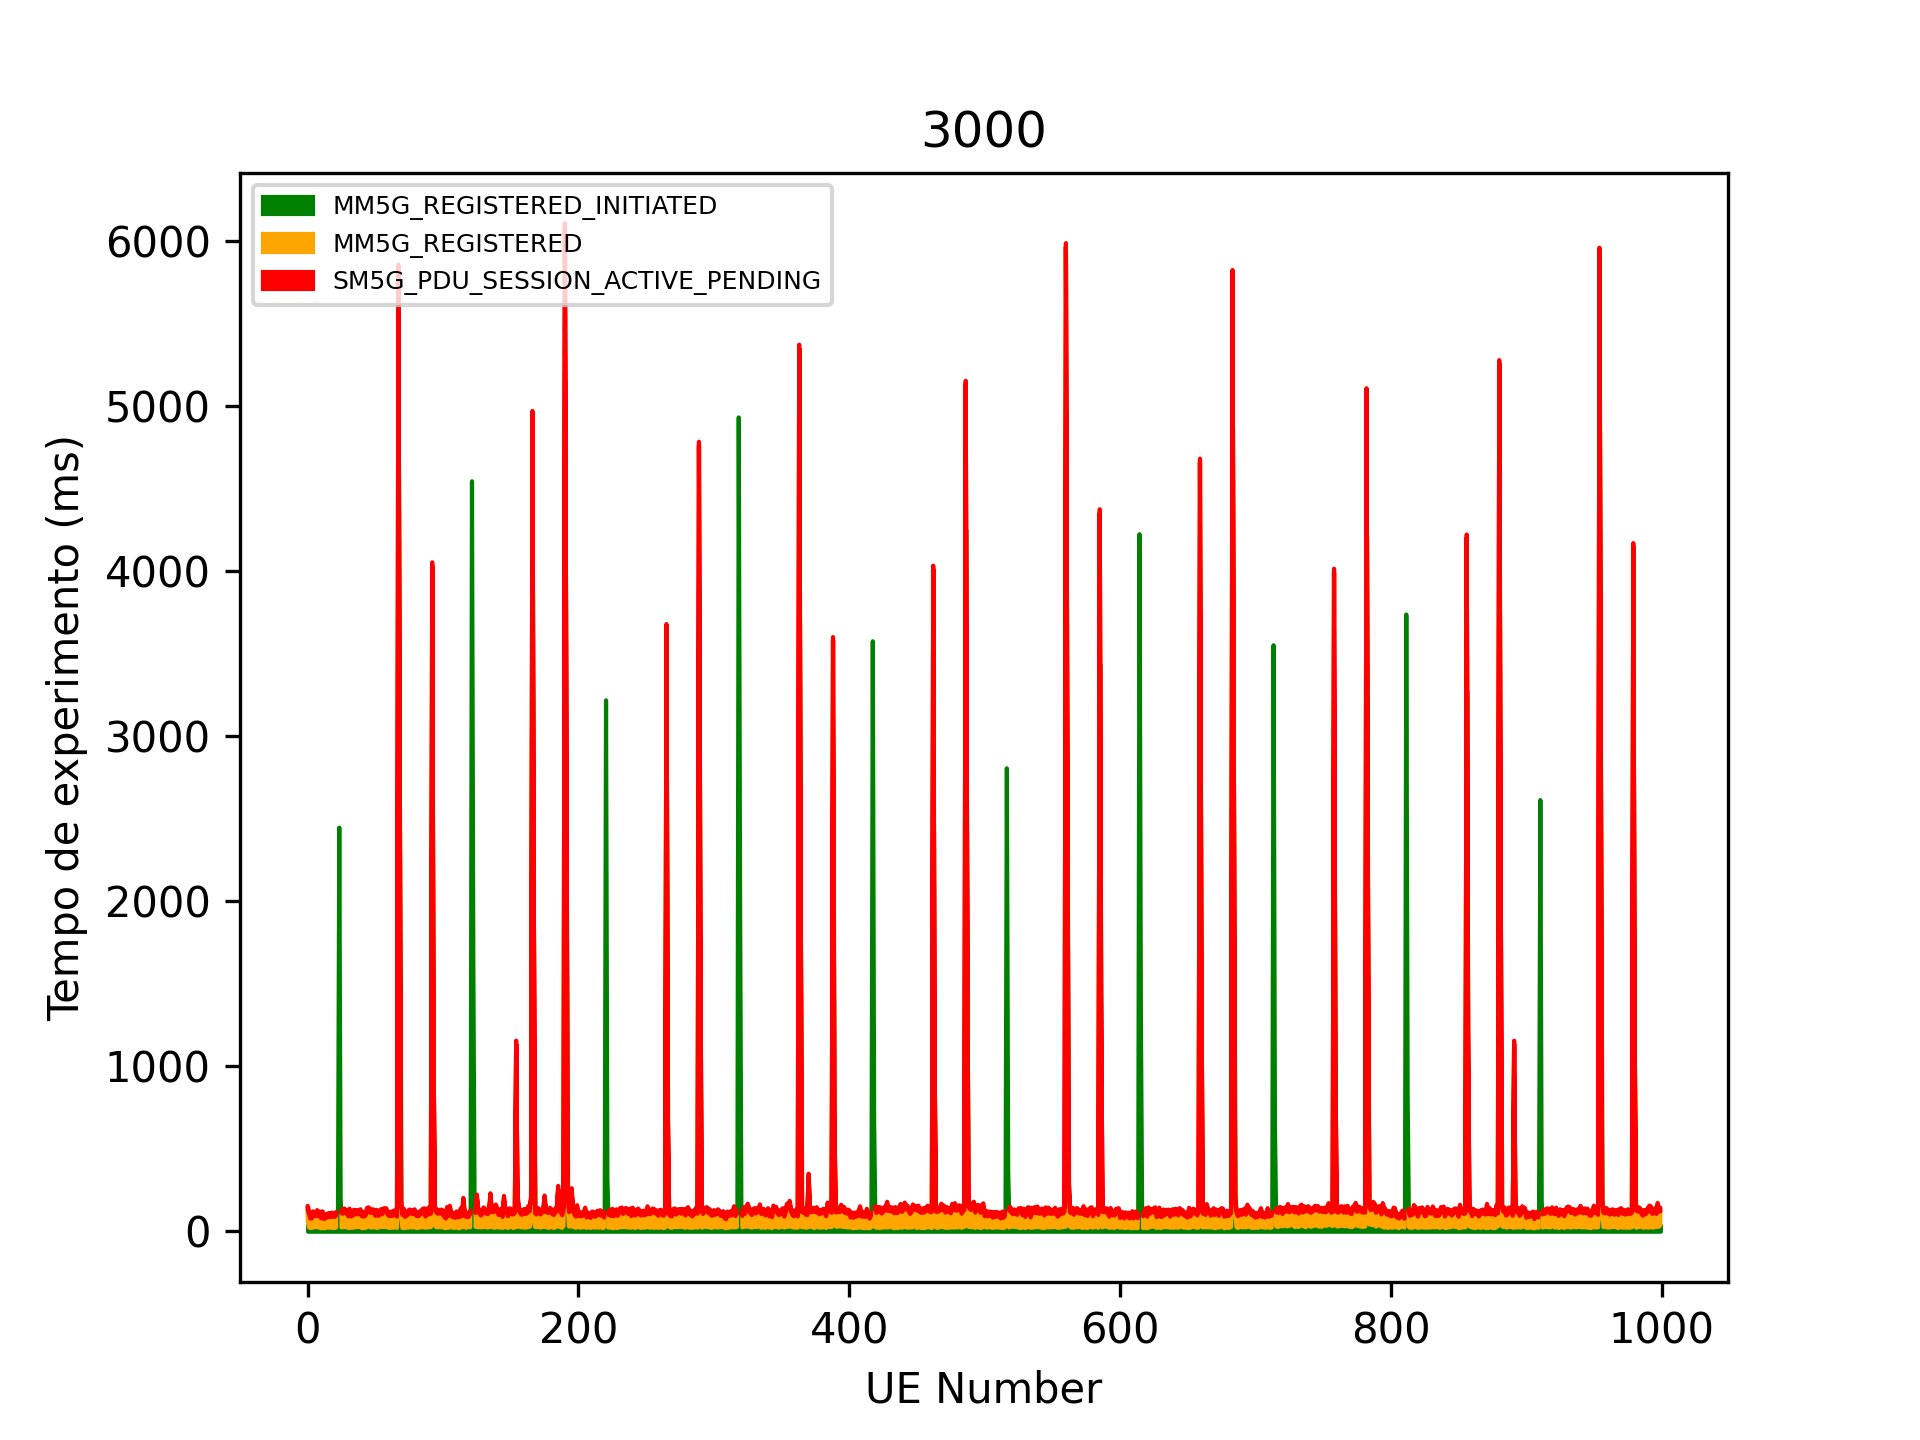 3000
MM5G_REGISTERED_INITIATED
MM5G_REGISTERED
SM5G_PDU_SESSION_ACTIVE_PENDING
Tempo de experimento (ms)
6000
5000
4000
3000
2000
1000
0
0 200 400 600 800 1000
UE Number